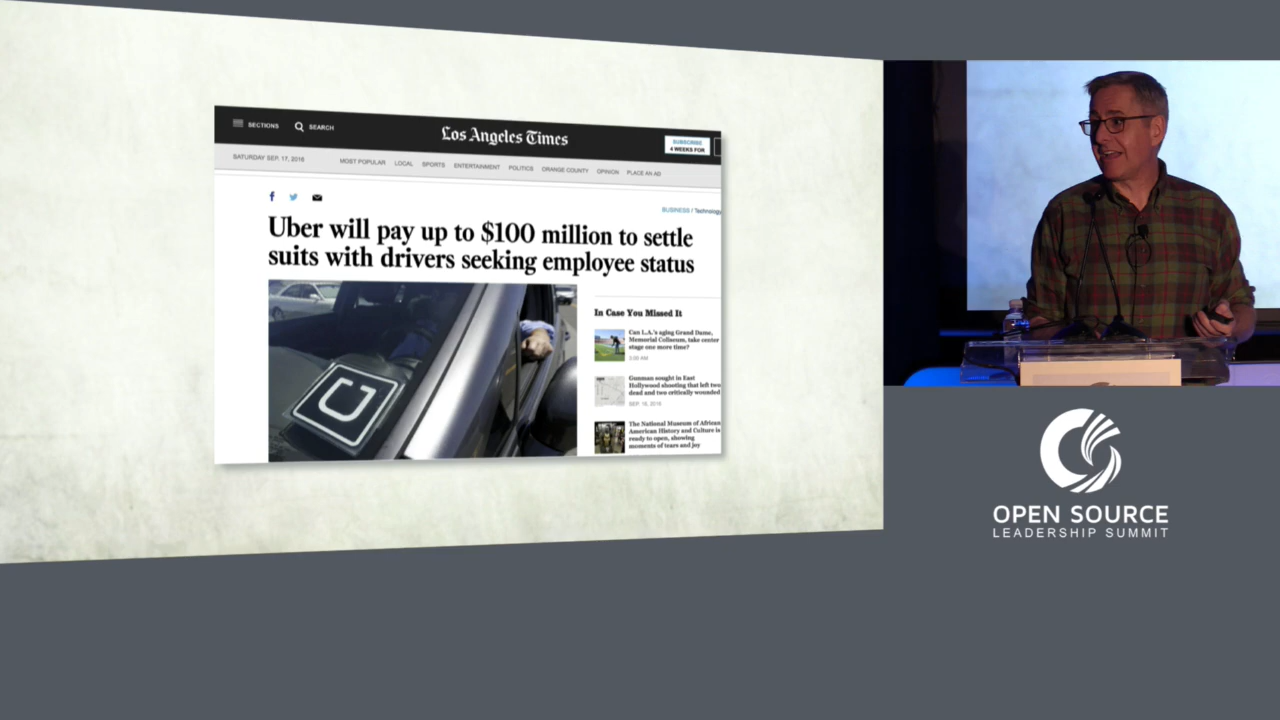 SECTIONS
SEARCH
Los Angeles Times
SUBSCRIBE
4 WEEKS FOR
SATURDAY SEP. 17, 2016
MOST POPULAR LOCAL SPORTS ENTERTAINMENT POLITICS ORANGE COUNTY OPINION PLACE AN AD
BUSINESS / Technology
Uber will pay up to $100 million to settle
suits with drivers seeking employee status
In Case You Missed It
Can L.A.'s aging Grand Dame,
Memorial Coliseum, take center
stage one more time?
3:00 AM
Gunman sought in East
Hollywood shooting that left two
dead and two critically wounded
SEP. 16, 2016
The National Museum of African
American History and Culture is
ready to open, showing
moments of tears and joy
OPEN SOURCE
LEADERSHIP SUMMIT